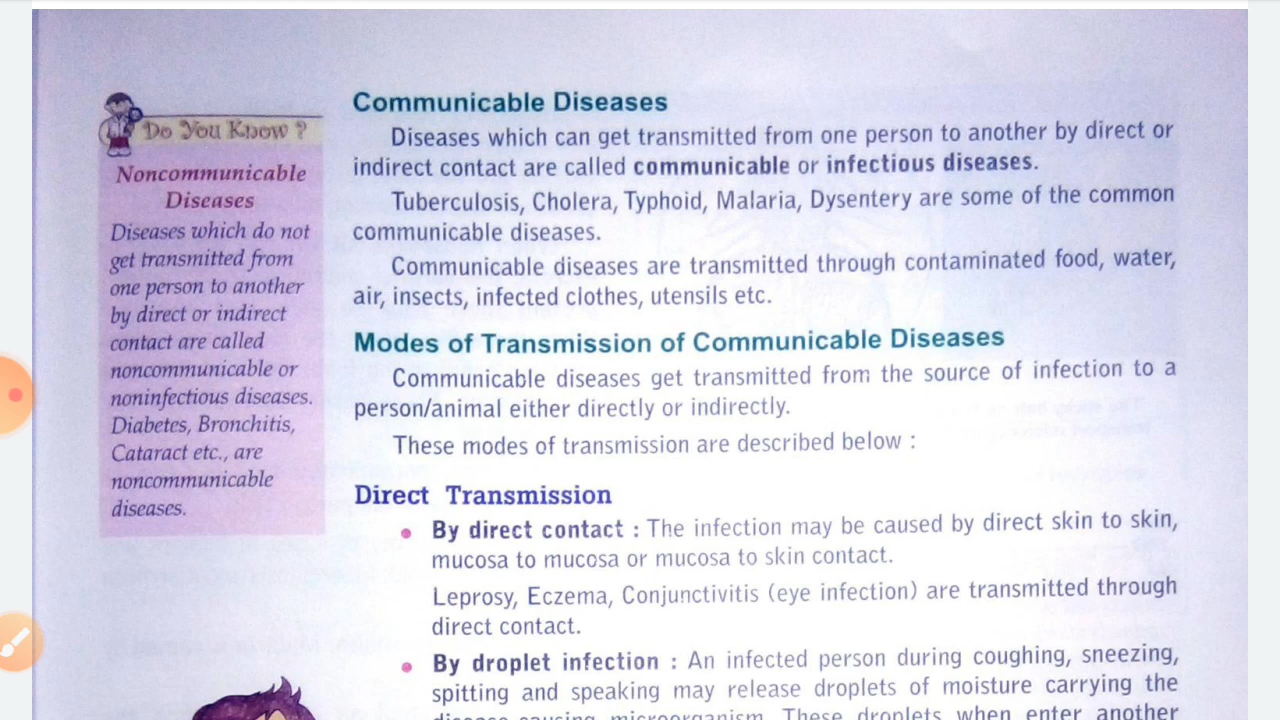 Do You Know ?
Noncommunicable
Diseases
Diseases which do not
get transmitted from
one person to another
by direct or indirect
contact are called
noncommunicable or
noninfectious diseases.
Diabetes, Bronchitis,
Cataract etc., are
noncommunicable
diseases.
Communicable Diseases
Diseases which can get transmitted from one person to another by direct or
indirect contact are called communicable or infectious diseases.
Tuberculosis, Cholera, Typhoid, Malaria, Dysentery are some of the common
communicable diseases.
Communicable diseases are transmitted through contaminated food, water,
air, insects, infected clothes, utensils etc.
Modes of Transmission of Communicable Diseases
Communicable diseases get transmitted from the source of infection to a
person/animal either directly or indirectly.
These modes of transmission are described below :
Direct Transmission
• By direct contact : The infection may be caused by direct skin to skin,
mucosa to mucosa or mucosa to skin contact.
Leprosy, Eczema, Conjunctivitis (eye infection) are transmitted through
direct contact.
• By droplet infection : An infected person during coughing, sneezing,
spitting and speaking may release droplets of moisture carrying the
disease causing microorganism. These droplets when enter another